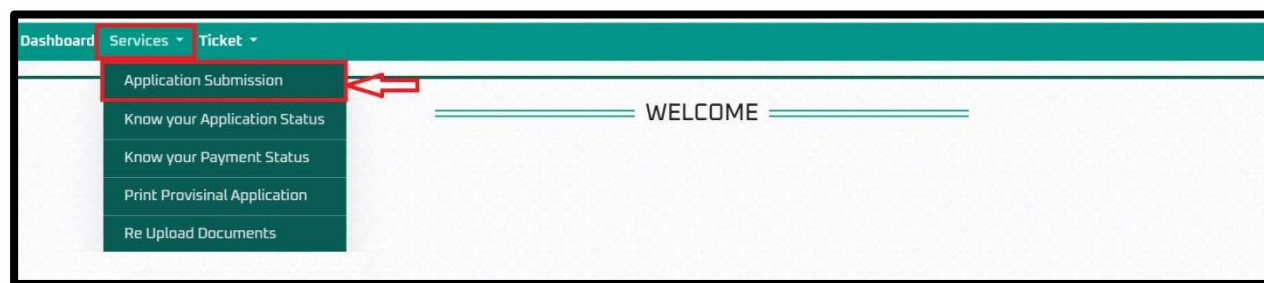 Dashboard Services Ticket
Application Submission
WELCOME
Know your Application Status
Know your Payment Status
Print Provisinal Application
Re Upload Documents